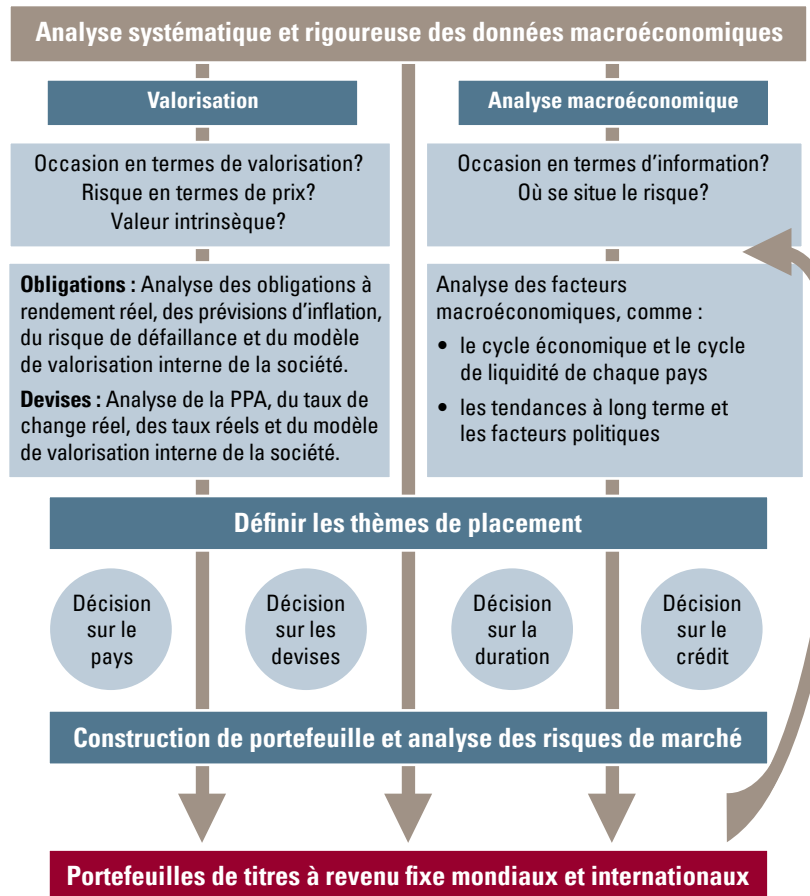 Analyse systématique et rigoureuse des données macroéconomiques
Valorisation
Occasion en termes de valorisation?
Risque en termes de prix?
Valeur intrinsèque?
Obligations : Analyse des obligations à
rendement réel, des prévisions d'inflation,
du risque de défaillance et du modèle
de valorisation interne de la société.
Devises : Analyse de la PPA, du taux de
change réel, des taux réels et du modèle
de valorisation interne de la société.
Analyse macroéconomique
Occasion en termes d'information?
Où se situe le risque?
Analyse des facteurs
macroéconomiques, comme :
• le cycle économique et le cycle
de liquidité de chaque pays
• les tendances à long terme et
les facteurs politiques
Définir les thèmes de placement
Décision
sur le
pays
Décision
sur les
devises
Décision
sur la
duration
Décision
sur le
crédit
Construction de portefeuille et analyse des risques de marché
Portefeuilles de titres à revenu fixe mondiaux et internationaux